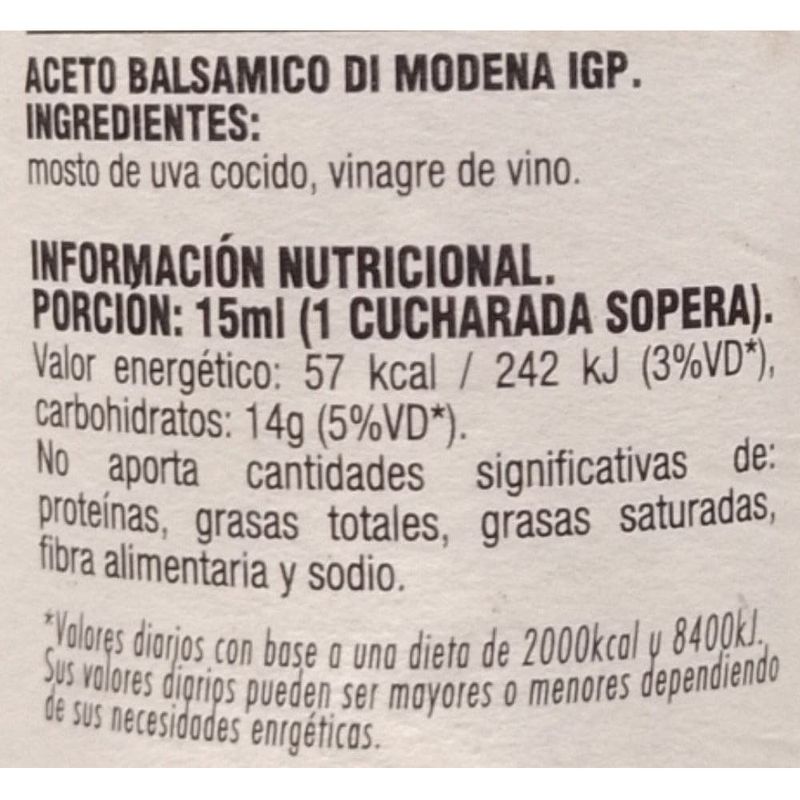 ACETO BALSAMICO DI MODENA IGP.
INGREDIENTES:
mosto de uva cocido, vinagre de vino.
INFORMACIÓN NUTRICIONAL.
PORCIÓN: 15ml (1 CUCHARADA SOPERA).
Valor energético: 57 kcal / 242 kJ (3%VD*),
carbohidratos: 14g (5%VD*).
No aporta cantidades significativas de:
proteínas, grasas totales, grasas saturadas,
fibra alimentaria y sodio.
*Valores diarios con base a una dieta de 2000kcal y 8400kJ.
Sus valores diarios pueden ser mayores o menores dependiendo
de sus necesidades enrgéticas.